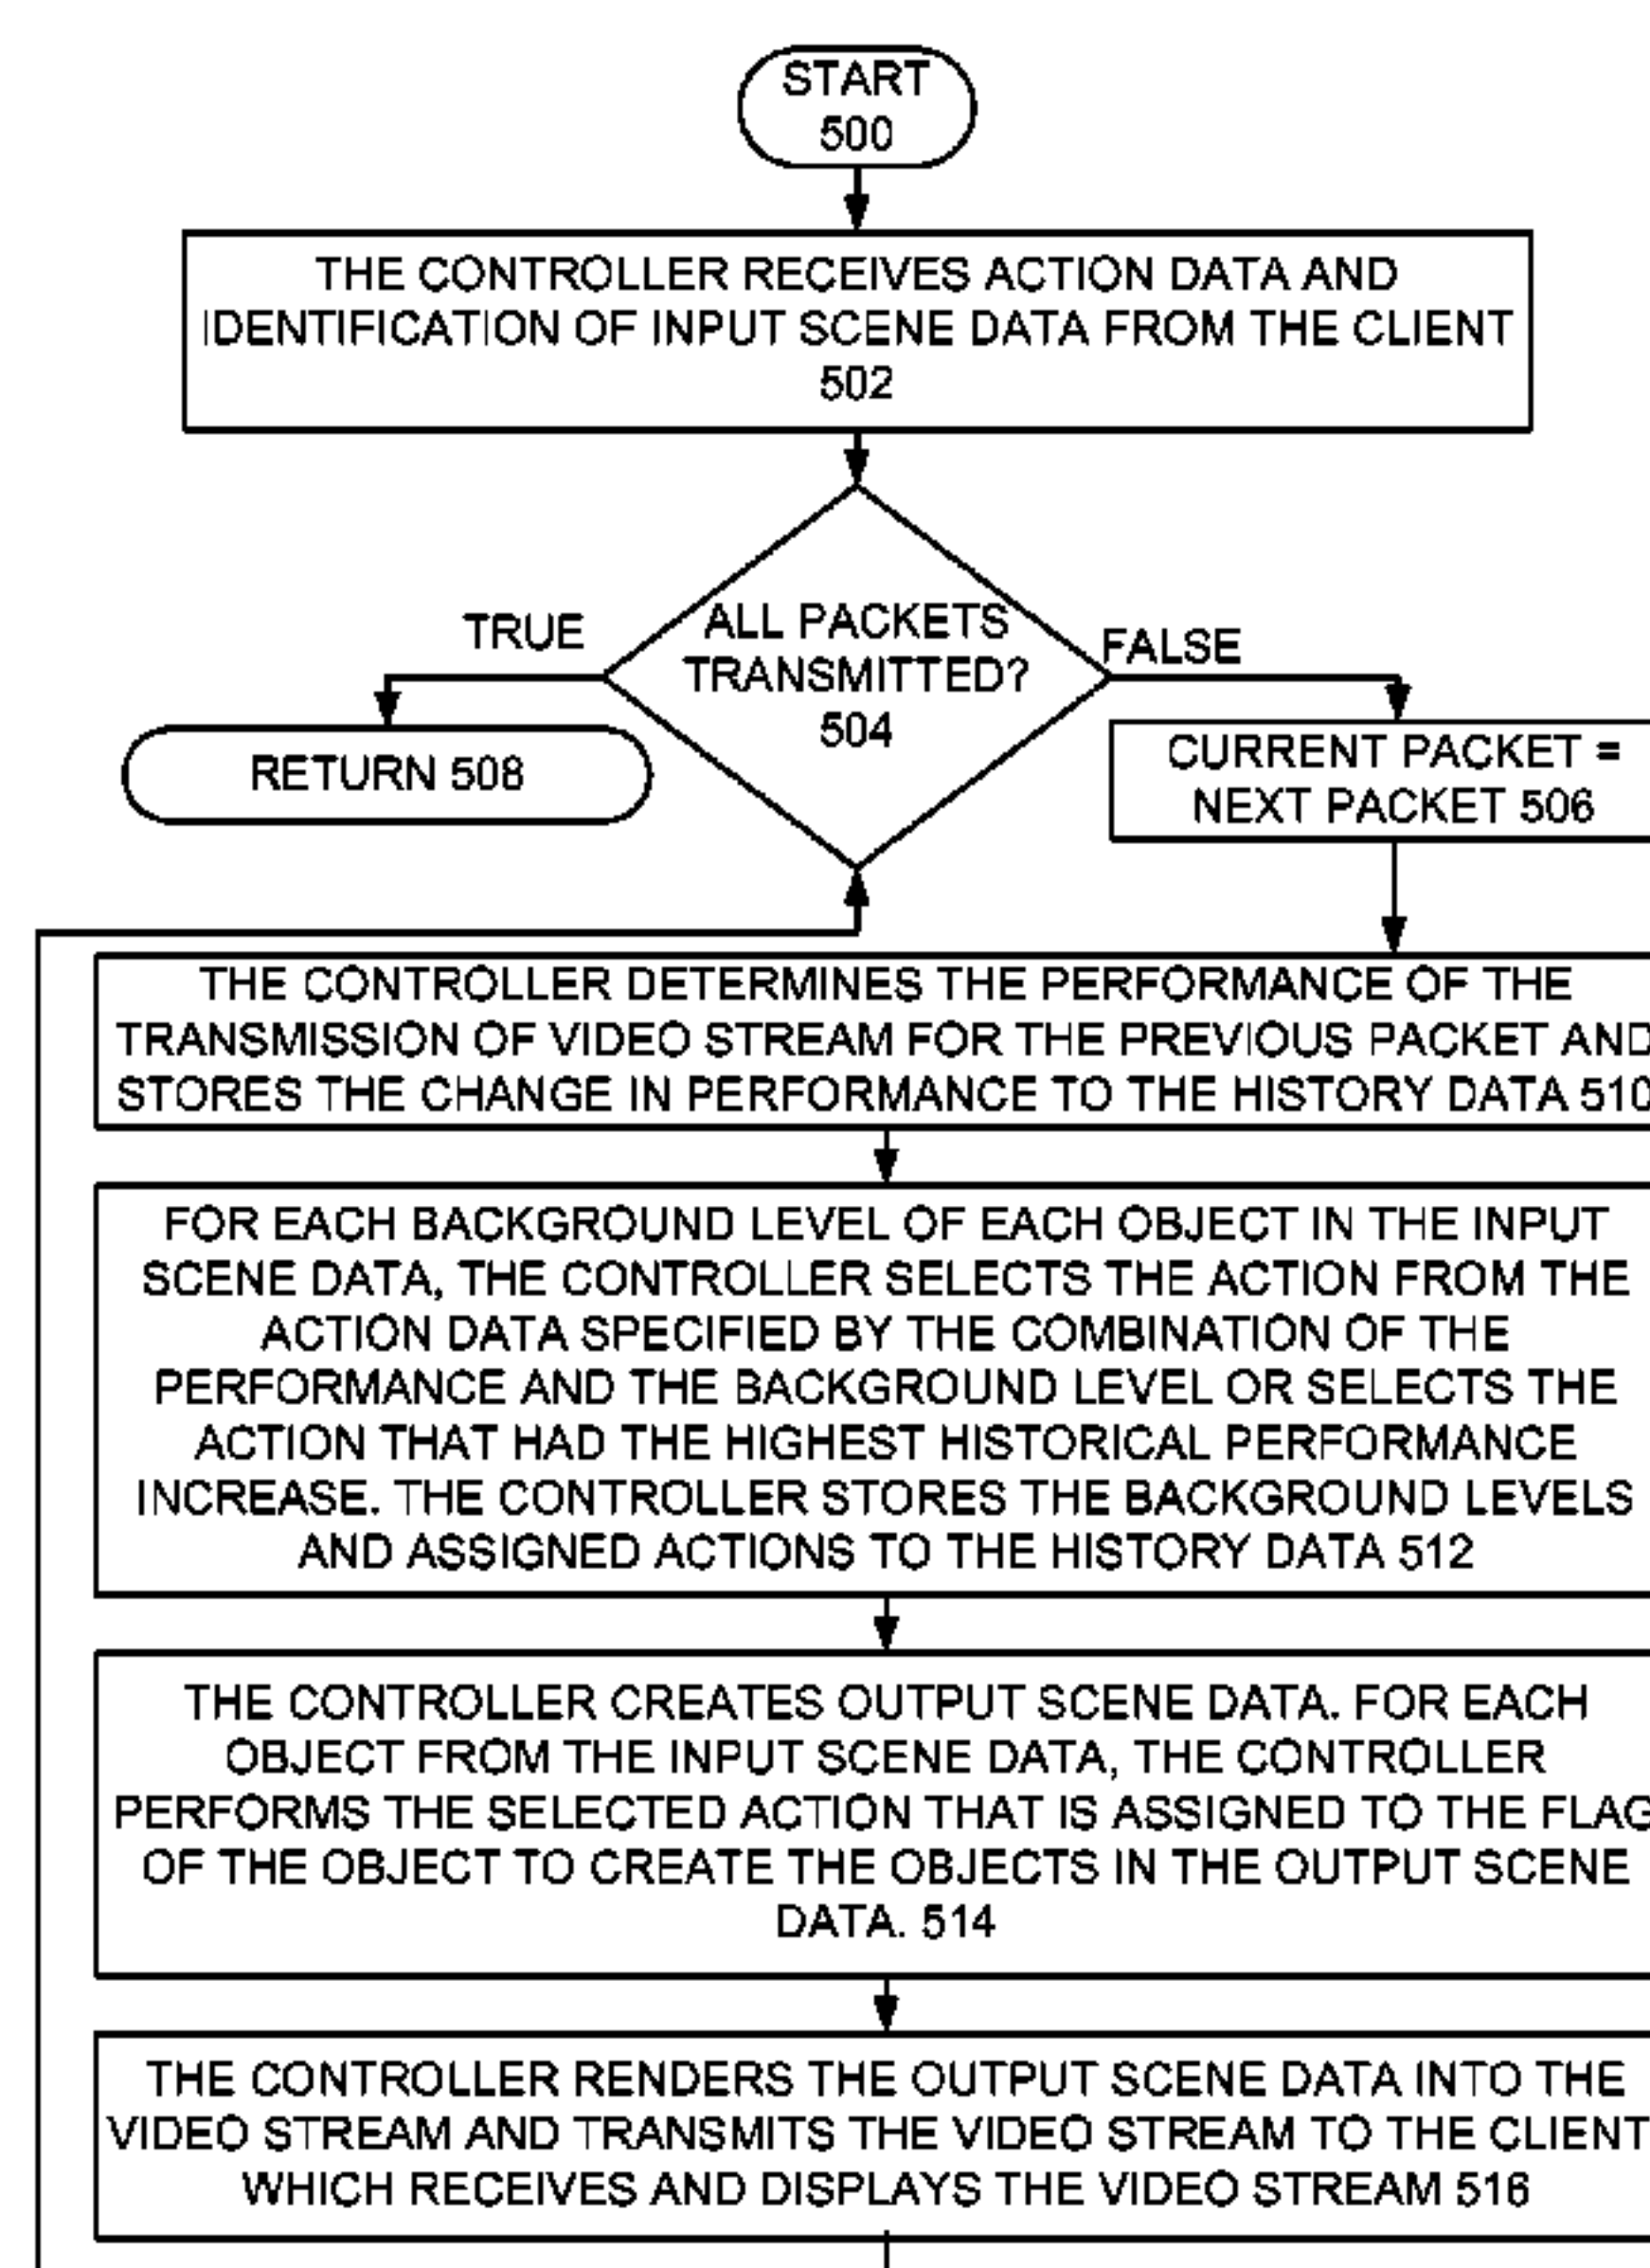 START
500
THE CONTROLLER RECEIVES ACTION DATA AND
IDENTIFICATION OF INPUT SCENE DATA FROM THE CLIENT
502
ALL PACKETS
TRANSMITTED?
504
TRUE
FALSE
RETURN 508
CURRENT PACKET =
NEXT PACKET 506
THE CONTROLLER DETERMINES THE PERFORMANCE OF THE
TRANSMISSION OF VIDEO STREAM FOR THE PREVIOUS PACKET AND
STORES THE CHANGE IN PERFORMANCE TO THE HISTORY DATA 510
FOR EACH BACKGROUND LEVEL OF EACH OBJECT IN THE INPUT
SCENE DATA, THE CONTROLLER SELECTS THE ACTION FROM THE
ACTION DATA SPECIFIED BY THE COMBINATION OF THE
PERFORMANCE AND THE BACKGROUND LEVEL OR SELECTS THE
ACTION THAT HAD THE HIGHEST HISTORICAL PERFORMANCE
INCREASE. THE CONTROLLER STORES THE BACKGROUND LEVELS
AND ASSIGNED ACTIONS TO THE HISTORY DATA 512
THE CONTROLLER CREATES OUTPUT SCENE DATA. FOR EACH
OBJECT FROM THE INPUT SCENE DATA, THE CONTROLLER
PERFORMS THE SELECTED ACTION THAT IS ASSIGNED TO THE FLAG
OF THE OBJECT TO CREATE THE OBJECTS IN THE OUTPUT SCENE
DATA. 514
THE CONTROLLER RENDERS THE OUTPUT SCENE DATA INTO THE
VIDEO STREAM AND TRANSMITS THE VIDEO STREAM TO THE CLIENT
WHICH RECEIVES AND DISPLAYS THE VIDEO STREAM 516